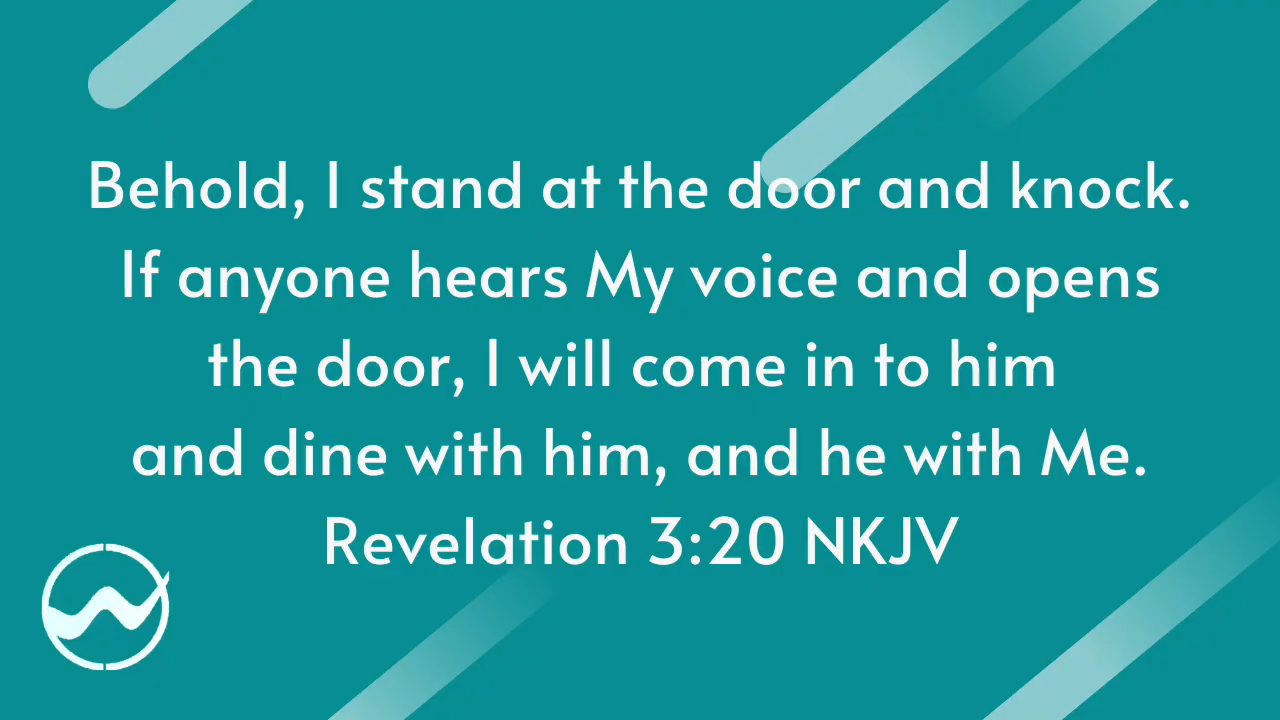 Behold, I stand at the door and knock.
If anyone hears My voice and opens
the door, I will come in to him
and dine with him, and he with Me.
Revelation 3:20 NKJV